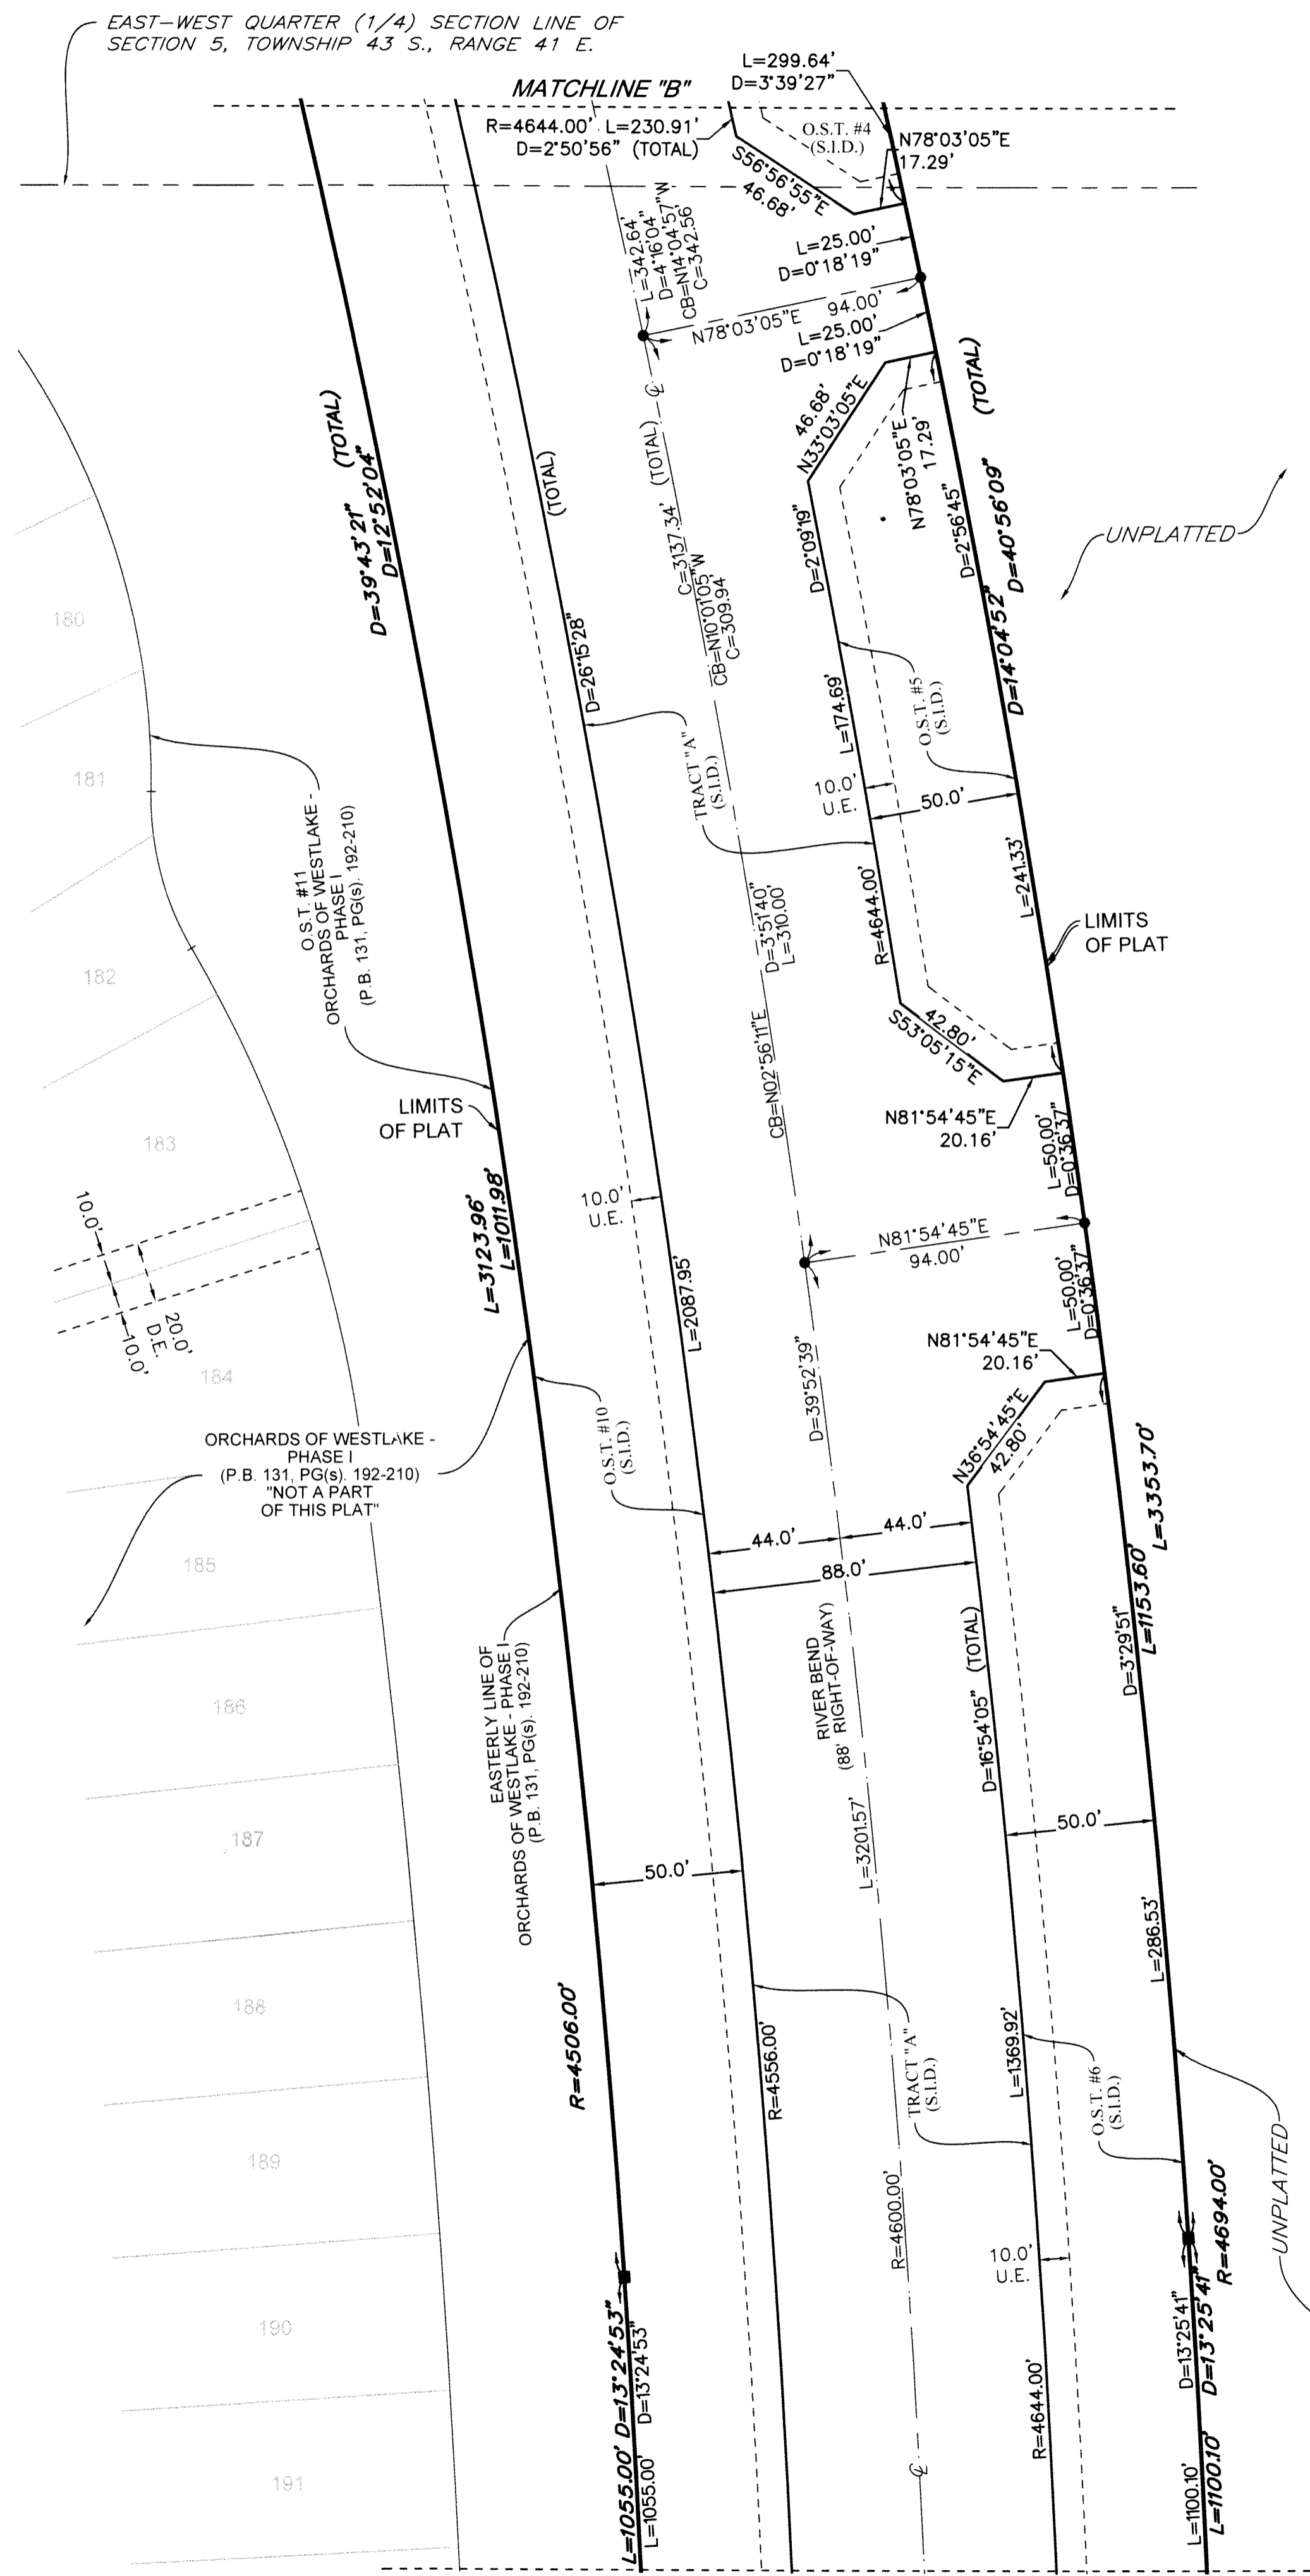 EAST–WEST QUARTER (1/4) SECTION LINE OF
SECTION 5, TOWNSHIP 43 S., RANGE 41 E.
MATCHLINE "B"
L=299.64'
D=3°39'27"
R=4644.00' L=230.91'
D=2°50'56" (TOTAL)
O.S.T. #4
(S.I.D.)
N78°03'05"E
17.29'
S56°56'55"E
46.68'
L=342.64'
D=4°16'04"
CB=N14°04'57"W
C=342.56'
L=25.00'
D=0°18'19"
N78°03'05"E 94.00'
L=25.00'
D=0°18'19"
46.68'
N33°03'05"E
N78°03'05"E
17.29'
(TOTAL)
D=40°56'09"
D=2°56'45"
D=14°04'52"
UNPLATTED
(TOTAL)
D=39°43'21"
D=12°52'04"
(TOTAL)
D=26°15'28"
C=3137.34' (TOTAL)
℄
CB=N10°01'05"W
C=309.94'
D=2°09'19"
L=174.69'
O.S.T. #5
(S.I.D.)
TRACT "A"
(S.I.D.)
10.0'
U.E.
50.0'
180
181
182
183
184
185
186
187
188
189
190
191
O.S.T. #11
ORCHARDS OF WESTLAKE -
PHASE I
(P.B. 131, PG(s). 192-210)
L=241.33'
R=4644.00'
D=3°51'40"
L=310.00'
LIMITS
OF PLAT
42.80'
S53°05'15"E
CB=N02°56'11"E
N81°54'45"E
20.16'
LIMITS
OF PLAT
L=50.00'
D=0°36'37"
10.0'
20.0'
D.E.
10.0'
L=3123.96'
L=1011.98'
10.0'
U.E.
L=2087.95'
N81°54'45"E
94.00'
L=50.00'
D=0°36'37"
N81°54'45"E
20.16'
D=39°52'39"
N36°54'45"E
42.80'
ORCHARDS OF WESTLAKE -
PHASE I
(P.B. 131, PG(s). 192-210)
"NOT A PART
OF THIS PLAT"
O.S.T. #10
(S.I.D.)
44.0'
44.0'
88.0'
L=3353.70'
L=1153.60'
D=3°29'51"
RIVER BEND
(88' RIGHT-OF-WAY)
D=16°54'05" (TOTAL)
EASTERLY LINE OF
ORCHARDS OF WESTLAKE - PHASE I
(P.B. 131, PG(s). 192-210)
50.0'
50.0'
L=3201.57'
L=286.53'
R=4506.00'
R=4556.00'
TRACT "A"
(S.I.D.)
L=1369.92'
O.S.T. #6
(S.I.D.)
R=4600.00'
10.0'
U.E.
R=4694.00'
UNPLATTED
D=13°24'53"
D=13°24'53"
L=1055.00'
L=1055.00'
R=4644.00'
℄
D=13°25'41"
D=13°25'41"
L=1100.10'
L=1100.10'